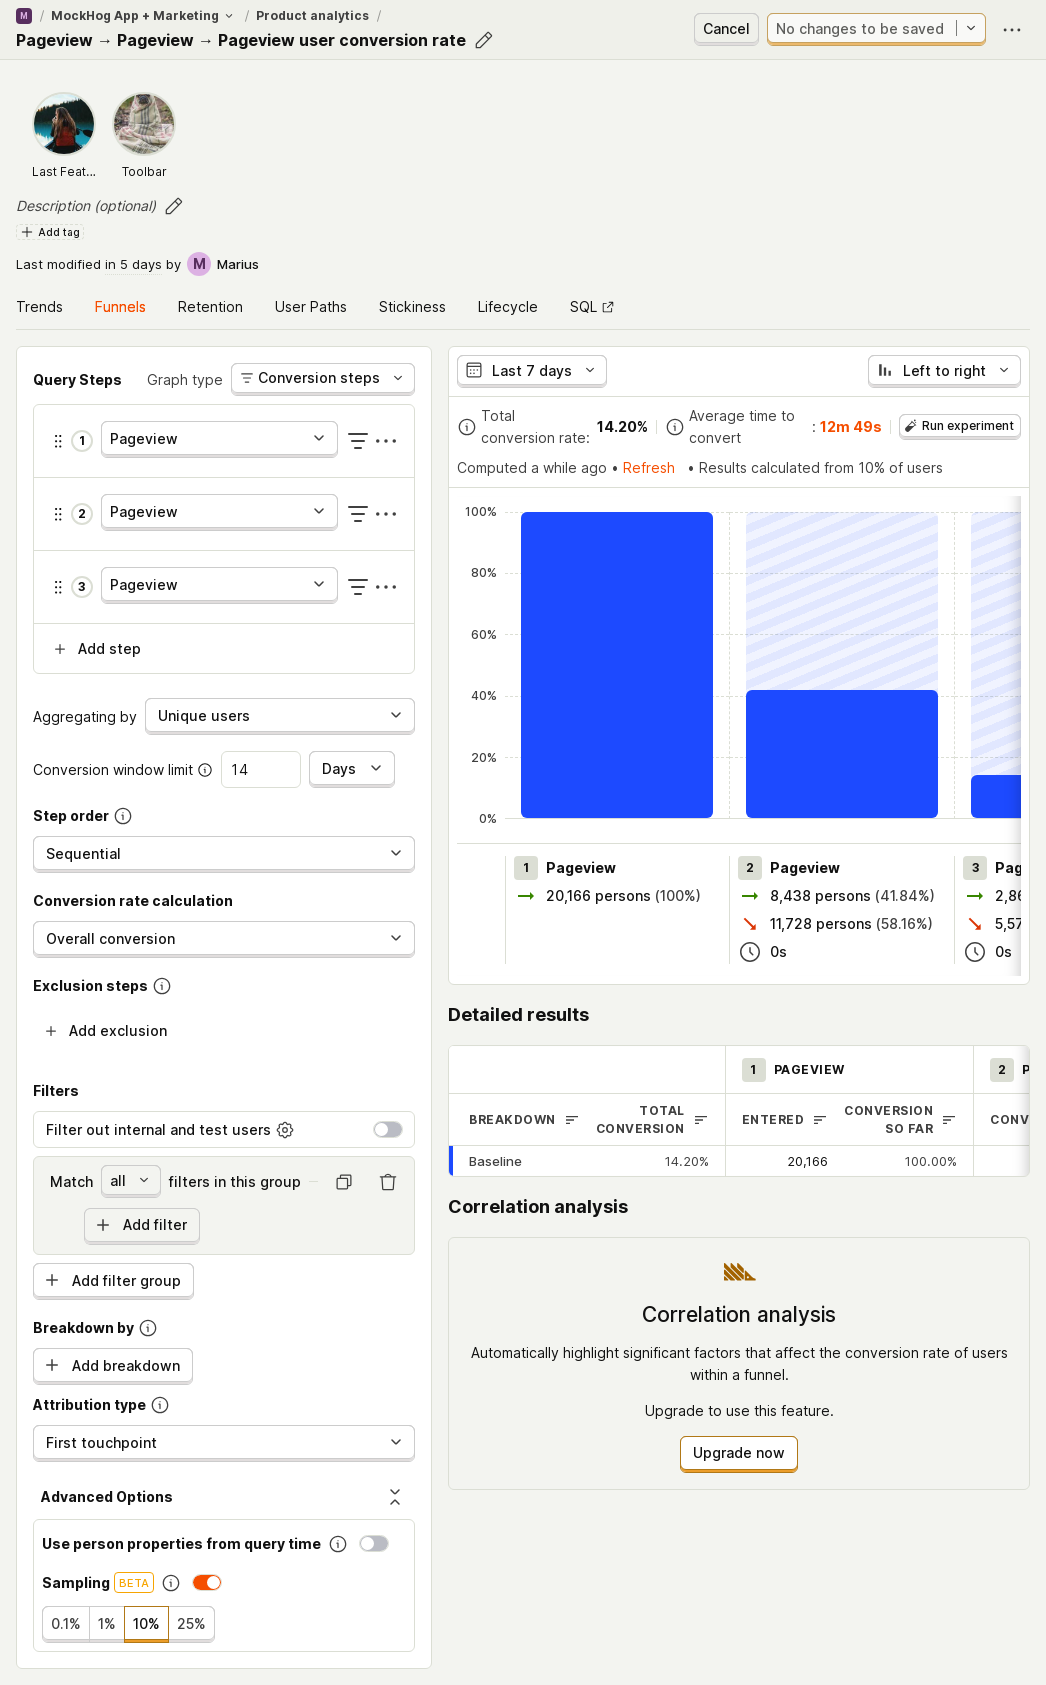 M / MockHog App + Marketing / Product analytics /
Pageview → Pageview → Pageview user conversion rate
Cancel
No changes to be saved
Last Feat...
Toolbar
Description (optional)
Add tag
Last modified in 5 days by M Marius
Trends Funnels Retention User Paths Stickiness Lifecycle SQL
Query Steps
Graph type
Conversion steps
1 Pageview
2 Pageview
3 Pageview
Add step
Aggregating by Unique users
Conversion window limit 14 Days
Step order
Sequential
Conversion rate calculation
Overall conversion
Exclusion steps
Add exclusion
Filters
Filter out internal and test users
Match all filters in this group
Add filter
Add filter group
Breakdown by
Add breakdown
Attribution type
First touchpoint
Advanced Options
Use person properties from query time
Sampling BETA
0.1% 1% 10% 25%
Last 7 days
Left to right
Total conversion rate: 14.20%
Average time to convert : 12m 49s
Run experiment
Computed a while ago • Refresh • Results calculated from 10% of users
100%
80%
60%
40%
20%
0%
1 Pageview
20,166 persons (100%)
2 Pageview
8,438 persons (41.84%)
11,728 persons (58.16%)
0s
3 Pag
2,86
5,57
0s
Detailed results
1 PAGEVIEW
2 P
BREAKDOWN
TOTAL CONVERSION
ENTERED
CONVERSION SO FAR
CONV
Baseline 14.20% 20,166 100.00%
Correlation analysis
Correlation analysis
Automatically highlight significant factors that affect the conversion rate of users
within a funnel.
Upgrade to use this feature.
Upgrade now